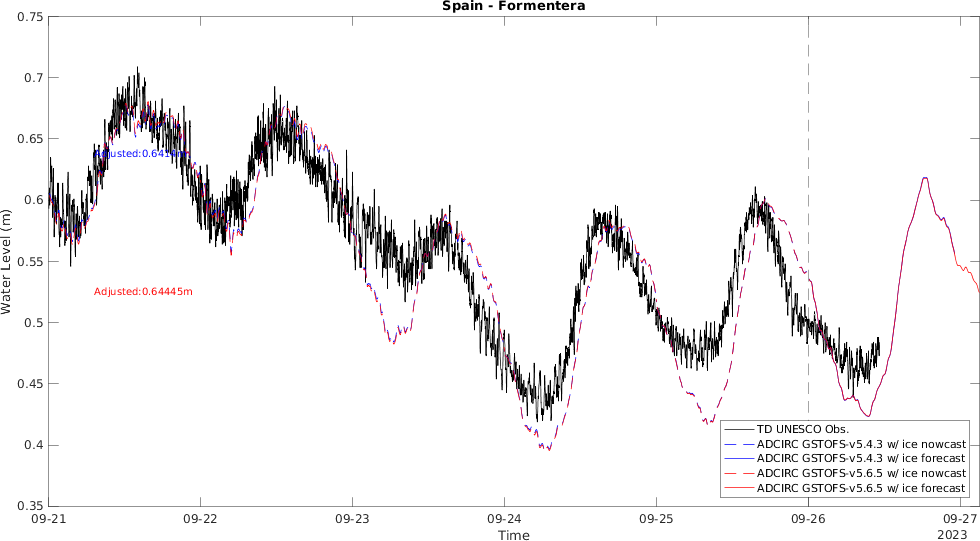 Spain - Formentera
0.75
0.7
0.65
0.6
0.55
0.5
0.45
0.4
0.35
Water Level (m)
Adjusted:0.64445m
TD UNESCO Obs.
ADCIRC GSTOFS-v5.4.3 w/ ice nowcast
ADCIRC GSTOFS-v5.4.3 w/ ice forecast
ADCIRC GSTOFS-v5.6.5 w/ ice nowcast
ADCIRC GSTOFS-v5.6.5 w/ ice forecast
09-21 09-22 09-23 09-24 09-25 09-26 09-27
Time
2023